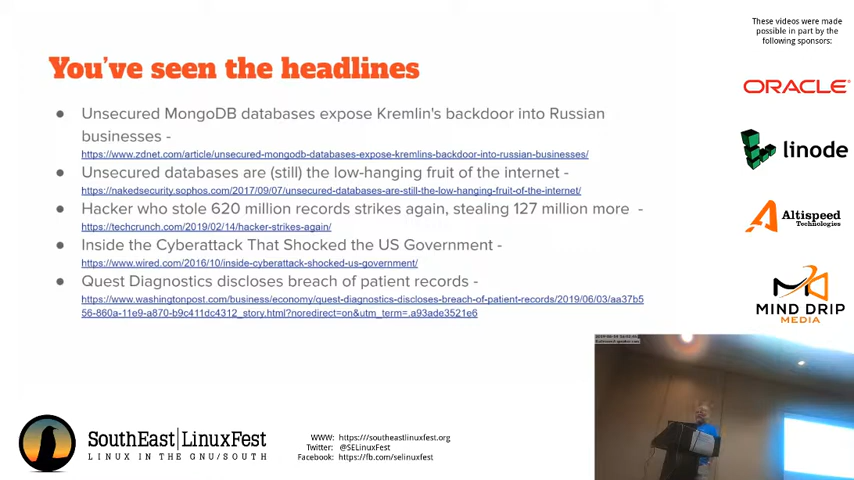 You've seen the headlines
● Unsecured MongoDB databases expose Kremlin's backdoor into Russian
businesses -
https://www.zdnet.com/article/unsecured-mongodb-databases-expose-kremlins-backdoor-into-russian-businesses/
● Unsecured databases are (still) the low-hanging fruit of the internet -
https://nakedsecurity.sophos.com/2017/09/07/unsecured-databases-are-still-the-low-hanging-fruit-of-the-internet/
● Hacker who stole 620 million records strikes again, stealing 127 million more -
https://techcrunch.com/2019/02/14/hacker-strikes-again/
● Inside the Cyberattack That Shocked the US Government -
https://www.wired.com/2016/10/inside-cyberattack-shocked-us-government/
● Quest Diagnostics discloses breach of patient records -
https://www.washingtonpost.com/business/economy/quest-diagnostics-discloses-breach-of-patient-records/2019/06/03/aa37b5
56-860a-11e9-a870-b9c411dc4312_story.html?noredirect=on&utm_term=.a93ade3521e6
These videos were made
possible in part by the
following sponsors:
ORACLE®
linode
Altispeed
Technologies
MIND DRIP
MEDIA
SouthEast|LinuxFest
LINUX IN THE GNU/SOUTH
WWW: https:///southeastlinuxfest.org
Twitter: @SELinuxFest
Facebook: https://fb.com/selinuxfest